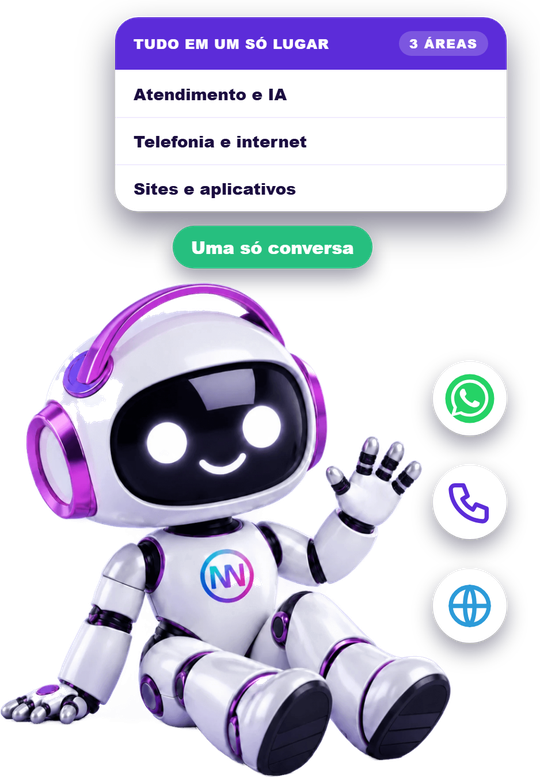 TUDO EM UM SÓ LUGAR
3 ÁREAS
Atendimento e IA
Telefonia e internet
Sites e aplicativos
Uma só conversa